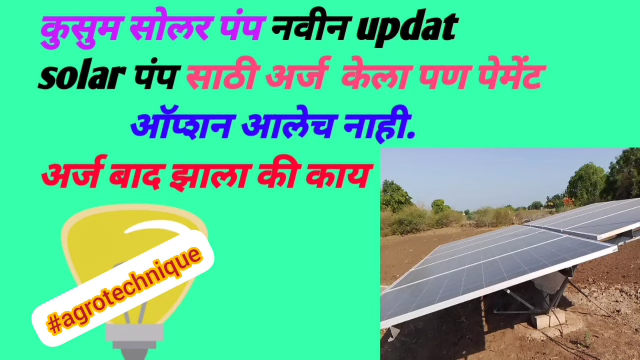 कुसुम सोलर पंप नवीन updat
solar पंप साठी अर्ज केला पण पेमेंट
ऑप्शन आलेच नाही.
अर्ज बाद झाला की काय
#agrotechnique